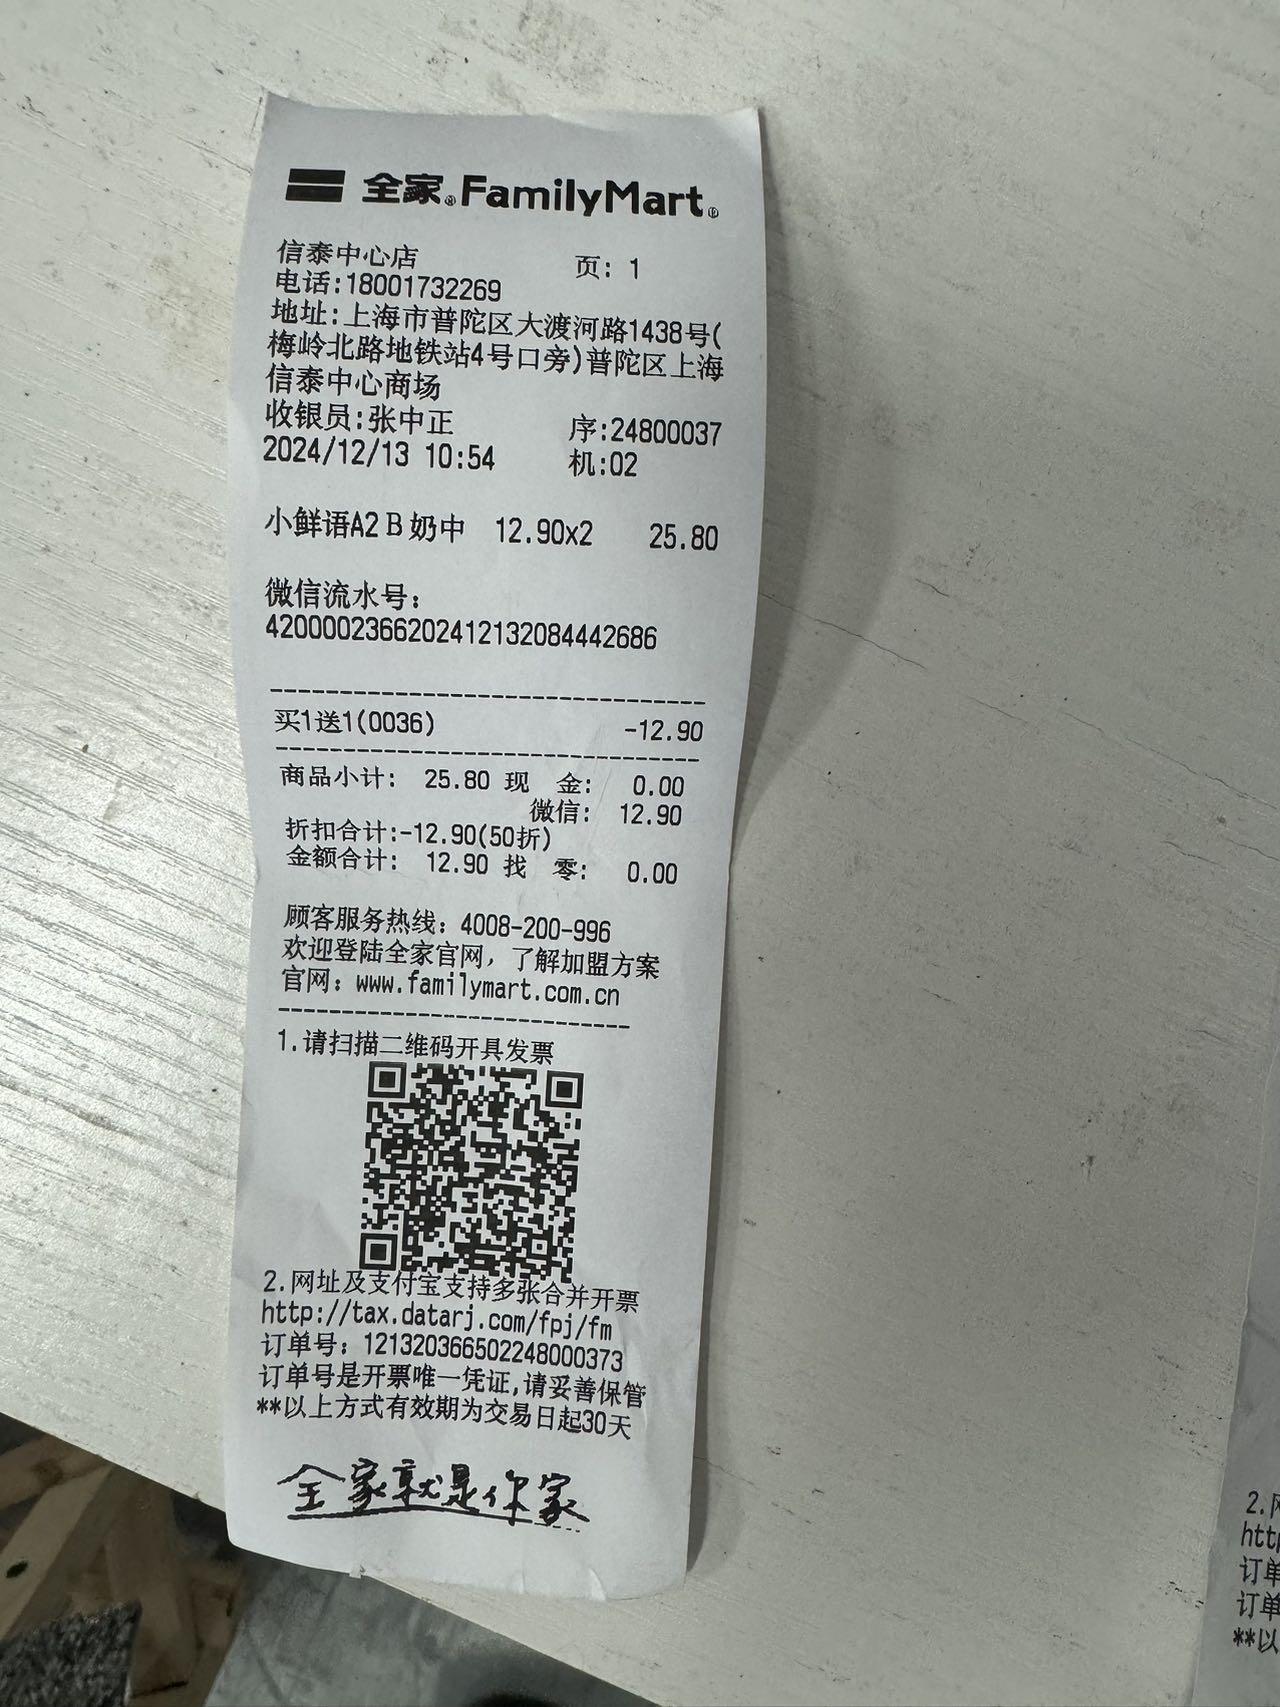 全家®FamilyMart®
信泰中心店 页: 1
电话:18001732269
地址:上海市普陀区大渡河路1438号(
梅岭北路地铁站4号口旁)普陀区上海
信泰中心商场
收银员:张中正 序:24800037
2024/12/13 10:54 机:02
小鲜语A2Β奶中 12.90x2 25.80
微信流水号:
4200002366202412132084442686
买1送1(0036) -12.90
商品小计: 25.80 现 金: 0.00
微信: 12.90
折扣合计:-12.90(50折)
金额合计: 12.90 找 零: 0.00
顾客服务热线: 4008-200-996
欢迎登陆全家官网, 了解加盟方案
官网: www.familymart.com.cn
1.请扫描二维码开具发票
2.网址及支付宝支持多张合并开票
http://tax.datarj.com/fpj/fm
订单号: 1213203665022480003​73
订单号是开票唯一凭证,请妥善保管
**以上方式有效期为交易日起30天
全家就是你家
2.
http
订单
订单
**以